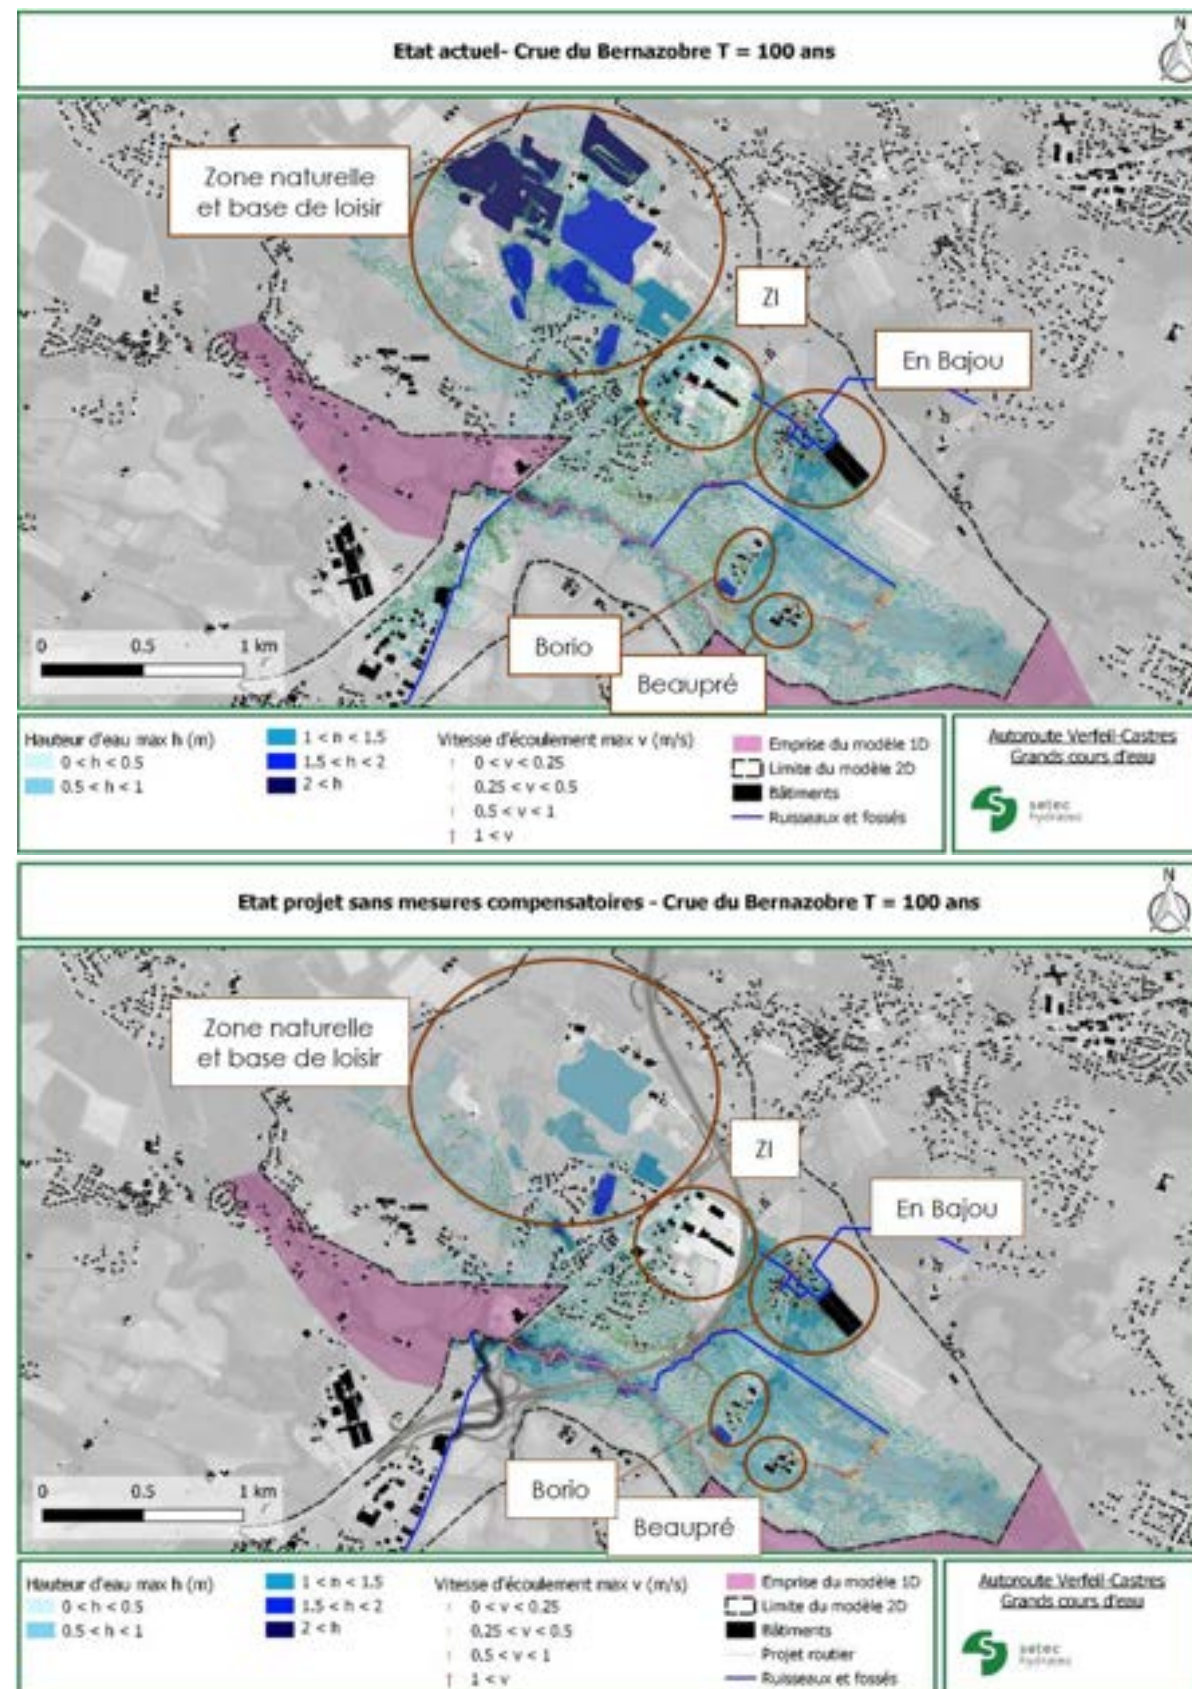 Etat actuel- Crue du Bernazobre T = 100 ans
N
Zone naturelle
et base de loisir
ZI
En Bajou
Borio
Beaupré
0 0.5 1 km
Hauteur d'eau max h (m)
0 < h < 0.5
0.5 < h < 1
1 < h < 1.5
1.5 < h < 2
2 < h
Vitesse d'écoulement max v (m/s)
0 < v < 0.25
0.25 < v < 0.5
0.5 < v < 1
1 < v
Emprise du modèle 1D
Limite du modèle 2D
Bâtiments
Ruisseaux et fossés
Autoroute Verfeil-Castres
Grands cours d'eau
setec
hydratec
Etat projet sans mesures compensatoires - Crue du Bernazobre T = 100 ans
N
Zone naturelle
et base de loisir
ZI
En Bajou
Borio
Beaupré
0 0.5 1 km
Hauteur d'eau max h (m)
0 < h < 0.5
0.5 < h < 1
1 < h < 1.5
1.5 < h < 2
2 < h
Vitesse d'écoulement max v (m/s)
0 < v < 0.25
0.25 < v < 0.5
0.5 < v < 1
1 < v
Emprise du modèle 1D
Limite du modèle 2D
Bâtiments
Projet routier
Ruisseaux et fossés
Autoroute Verfeil-Castres
Grands cours d'eau
setec
hydratec